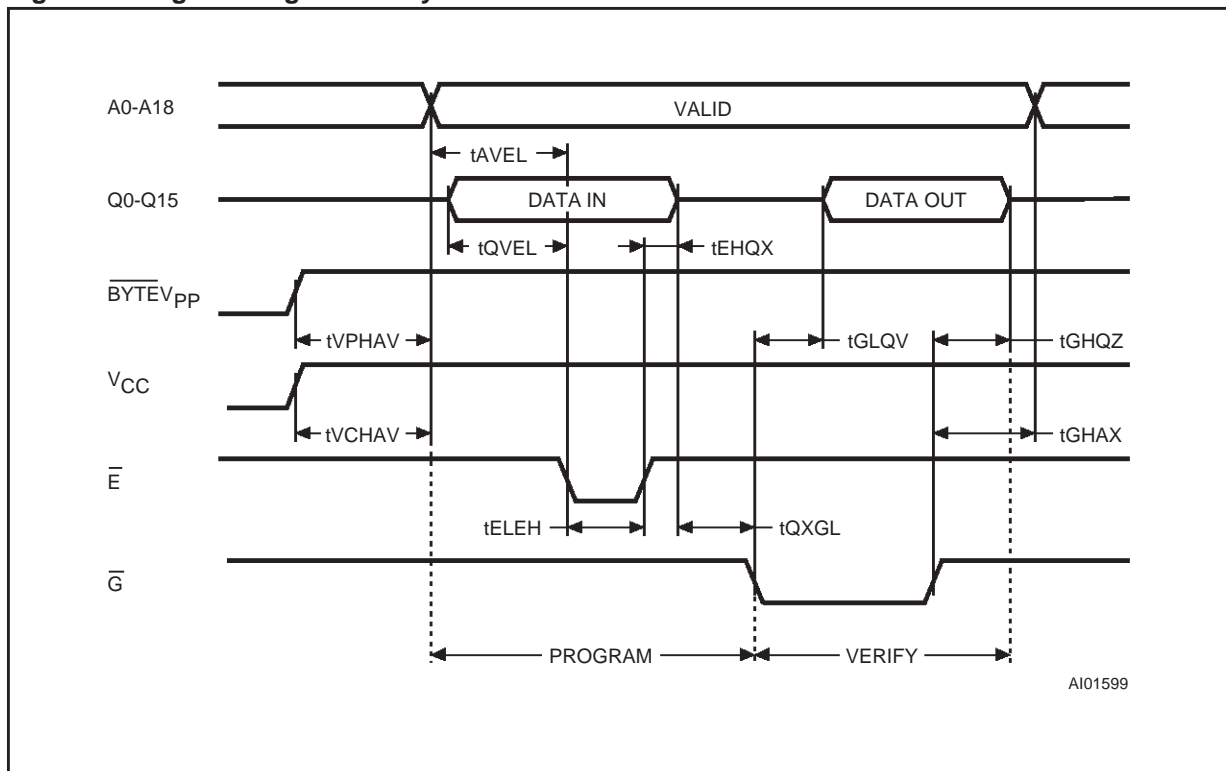 A0-A18
VALID
tAVEL
Q0-Q15
DATA IN
DATA OUT
tQVEL
tEHQX
BYTEVPP
tVPHAV
tGLQV
tGHQZ
VCC
tVCHAV
tGHAX
E
tELEH
tQXGL
G
PROGRAM
VERIFY
AI01599